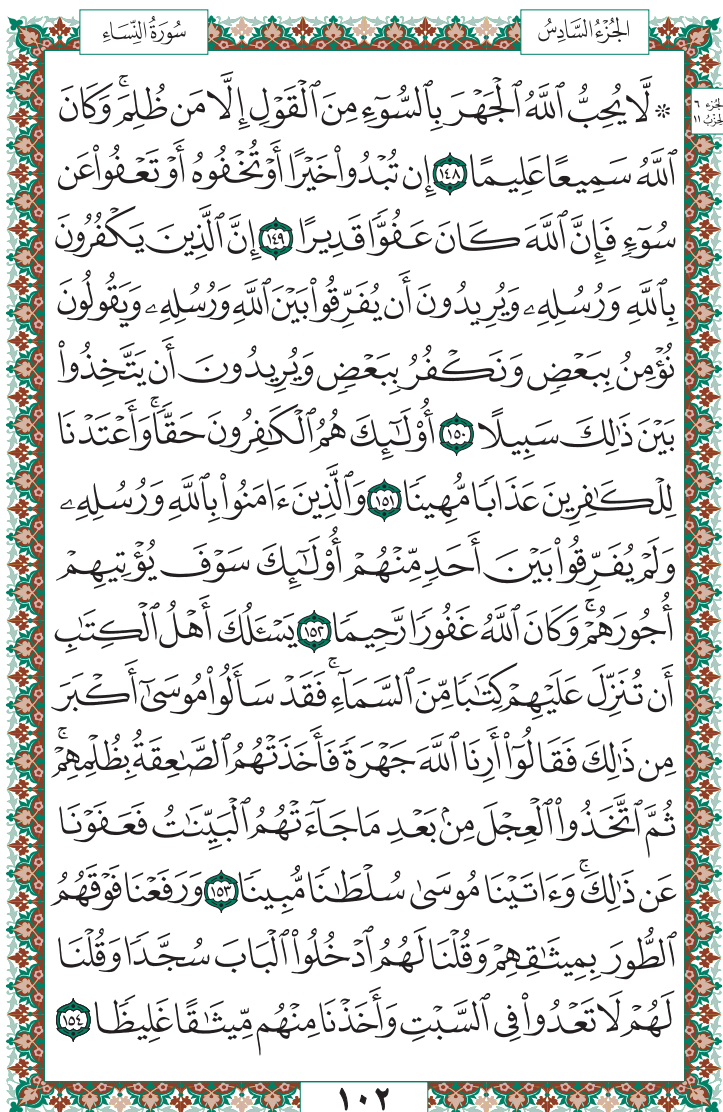 الجُزْءُ السَّادِسُ
سُورَةُ النِّسَاءِ
الجزء ٦
الحزب ١١
۞ لَّا يُحِبُّ ٱللَّهُ ٱلْجَهْرَ بِٱلسُّوٓءِ مِنَ ٱلْقَوْلِ إِلَّا مَن ظُلِمَۚ وَكَانَ
ٱللَّهُ سَمِيعًا عَلِيمًا ١٤٨ إِن تُبْدُوا۟ خَيْرًا أَوْ تُخْفُوهُ أَوْ تَعْفُوا۟ عَن
سُوٓءٍ فَإِنَّ ٱللَّهَ كَانَ عَفُوًّا قَدِيرًا ١٤٩ إِنَّ ٱلَّذِينَ يَكْفُرُونَ
بِٱللَّهِ وَرُسُلِهِۦ وَيُرِيدُونَ أَن يُفَرِّقُوا۟ بَيْنَ ٱللَّهِ وَرُسُلِهِۦ وَيَقُولُونَ
نُؤْمِنُ بِبَعْضٍ وَنَكْفُرُ بِبَعْضٍ وَيُرِيدُونَ أَن يَتَّخِذُوا۟
بَيْنَ ذَٰلِكَ سَبِيلًا ١٥٠ أُو۟لَٰٓئِكَ هُمُ ٱلْكَٰفِرُونَ حَقًّاۚ وَأَعْتَدْنَا
لِلْكَٰفِرِينَ عَذَابًا مُّهِينًا ١٥١ وَٱلَّذِينَ ءَامَنُوا۟ بِٱللَّهِ وَرُسُلِهِۦ
وَلَمْ يُفَرِّقُوا۟ بَيْنَ أَحَدٍ مِّنْهُمْ أُو۟لَٰٓئِكَ سَوْفَ يُؤْتِيهِمْ
أُجُورَهُمْۚ وَكَانَ ٱللَّهُ غَفُورًا رَّحِيمًا ١٥٢ يَسْـَٔلُكَ أَهْلُ ٱلْكِتَٰبِ
أَن تُنَزِّلَ عَلَيْهِمْ كِتَٰبًا مِّنَ ٱلسَّمَآءِۚ فَقَدْ سَأَلُوا۟ مُوسَىٰٓ أَكْبَرَ
مِن ذَٰلِكَ فَقَالُوٓا۟ أَرِنَا ٱللَّهَ جَهْرَةً فَأَخَذَتْهُمُ ٱلصَّٰعِقَةُ بِظُلْمِهِمْۚ
ثُمَّ ٱتَّخَذُوا۟ ٱلْعِجْلَ مِنۢ بَعْدِ مَا جَآءَتْهُمُ ٱلْبَيِّنَٰتُ فَعَفَوْنَا
عَن ذَٰلِكَۚ وَءَاتَيْنَا مُوسَىٰ سُلْطَٰنًا مُّبِينًا ١٥٣ وَرَفَعْنَا فَوْقَهُمُ
ٱلطُّورَ بِمِيثَٰقِهِمْ وَقُلْنَا لَهُمُ ٱدْخُلُوا۟ ٱلْبَابَ سُجَّدًا وَقُلْنَا
لَهُمْ لَا تَعْدُوا۟ فِى ٱلسَّبْتِ وَأَخَذْنَا مِنْهُم مِّيثَٰقًا غَلِيظًا ١٥٤
١٠٢